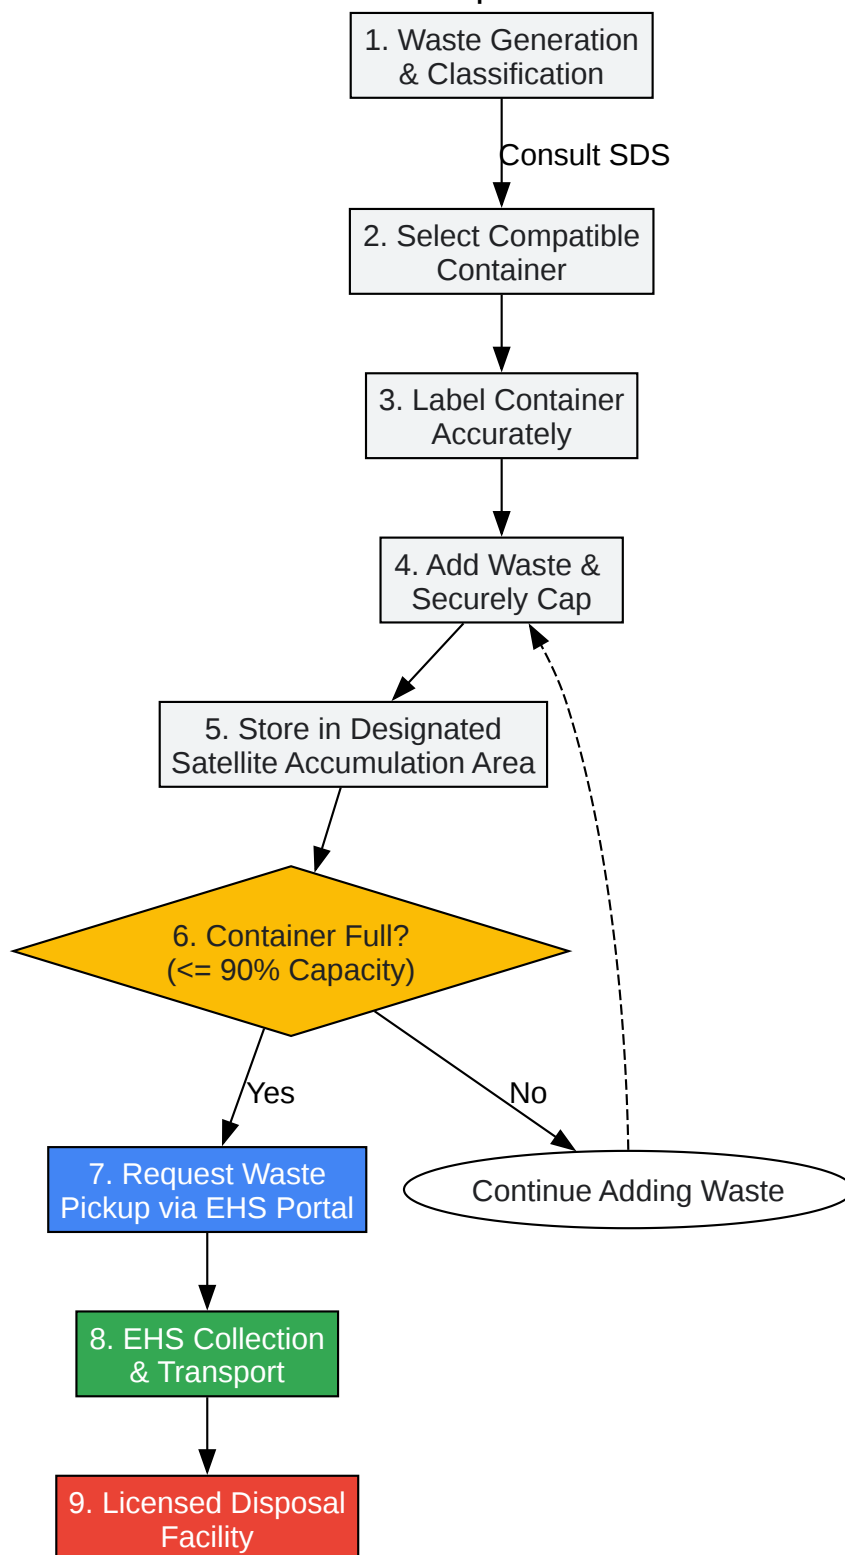 1. Waste Generation
& Classification
Consult SDS
2. Select Compatible
Container
3. Label Container
Accurately
4. Add Waste &
Securely Cap
5. Store in Designated
Satellite Accumulation Area
6. Container Full?
(<= 90% Capacity)
Yes
No
7. Request Waste
Pickup via EHS Portal
Continue Adding Waste
8. EHS Collection
& Transport
9. Licensed Disposal
Facility